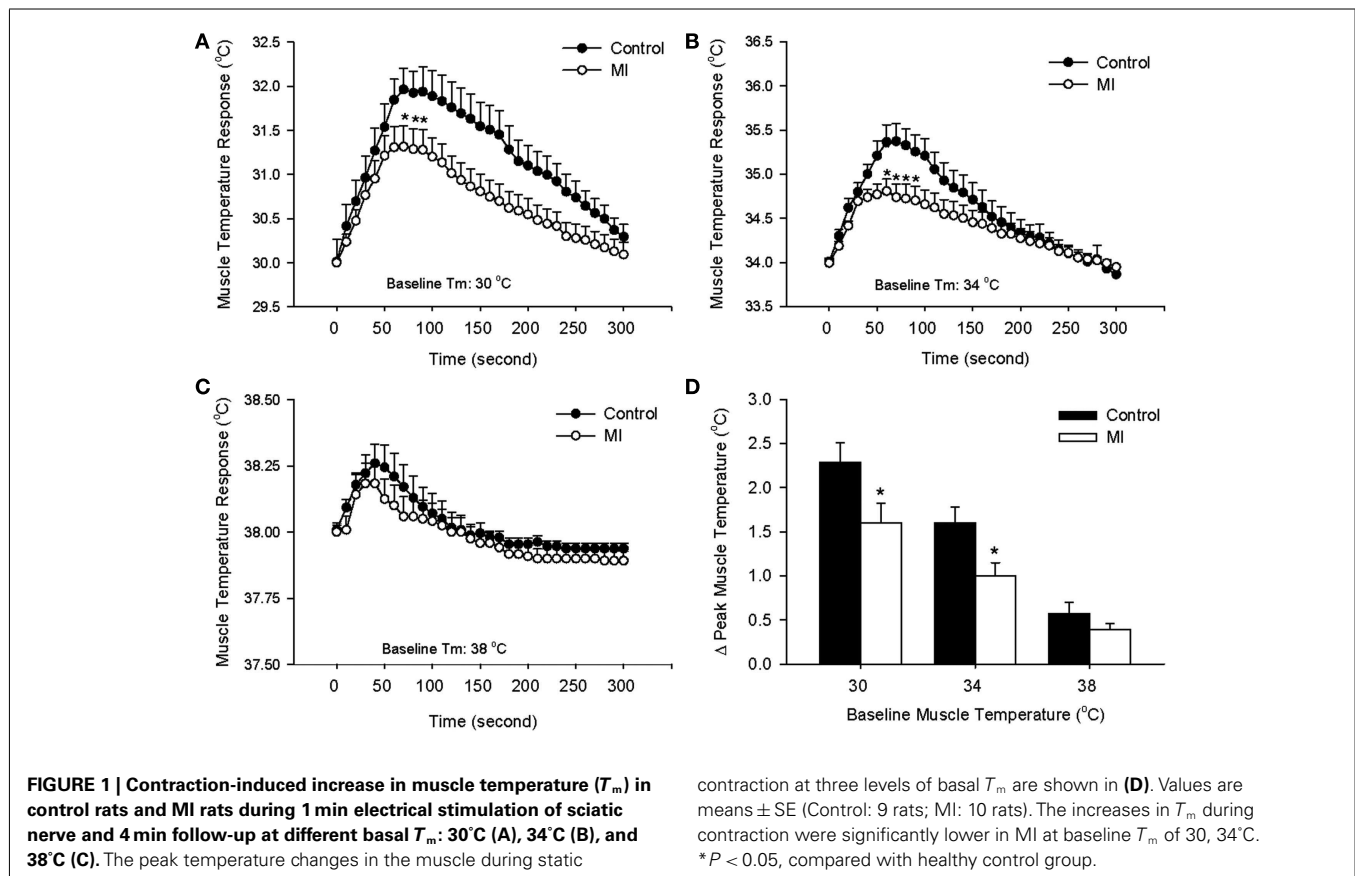 A
Muscle Temperature Response (°C)
32.5
32.0
31.5
31.0
30.5
30.0
29.5
Control
MI
* **
Baseline Tm: 30 °C
0 50 100 150 200 250 300
Time (second)
B
Muscle Temperature Response (°C)
36.5
36.0
35.5
35.0
34.5
34.0
33.5
Control
MI
****
Baseline Tm: 34 °C
0 50 100 150 200 250 300
Time (second)
C
Muscle Temperature Response (°C)
38.50
38.25
38.00
37.75
37.50
Control
MI
Baseline Tm: 38 °C
0 50 100 150 200 250 300
Time (second)
D
Δ Peak Muscle Temperature (°C)
3.0
2.5
2.0
1.5
1.0
0.5
0.0
Control
MI
*
*
30 34 38
Baseline Muscle Temperature (°C)
FIGURE 1 | Contraction-induced increase in muscle temperature (Tm) in
control rats and MI rats during 1 min electrical stimulation of sciatic
nerve and 4 min follow-up at different basal Tm: 30°C (A), 34°C (B), and
38°C (C). The peak temperature changes in the muscle during static
contraction at three levels of basal Tm are shown in (D). Values are
means ± SE (Control: 9 rats; MI: 10 rats). The increases in Tm during
contraction were significantly lower in MI at baseline Tm of 30, 34°C.
*P < 0.05, compared with healthy control group.